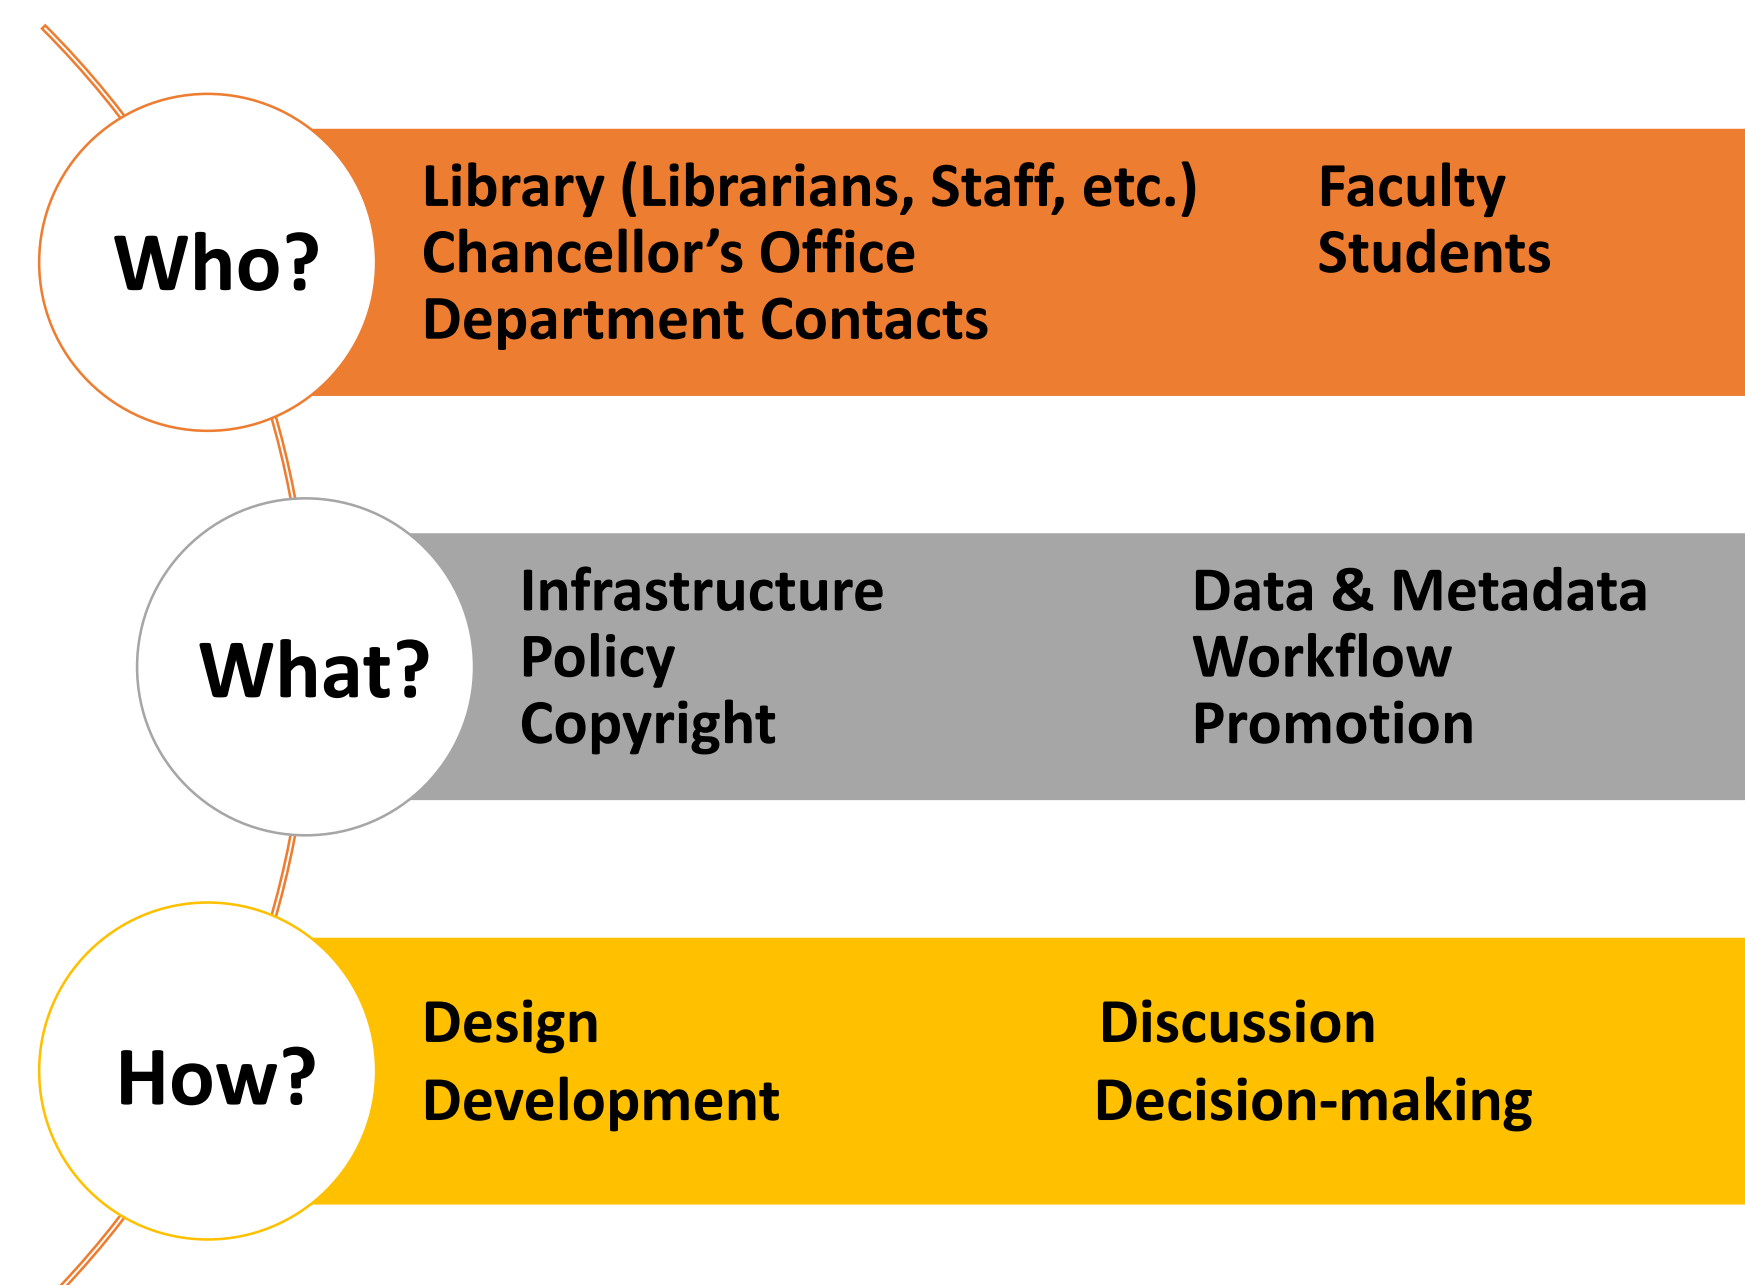 Who?
Library (Librarians, Staff, etc.) Faculty
Chancellor’s Office Students
Department Contacts
What?
Infrastructure Data & Metadata
Policy Workflow
Copyright Promotion
How?
Design Discussion
Development Decision-making